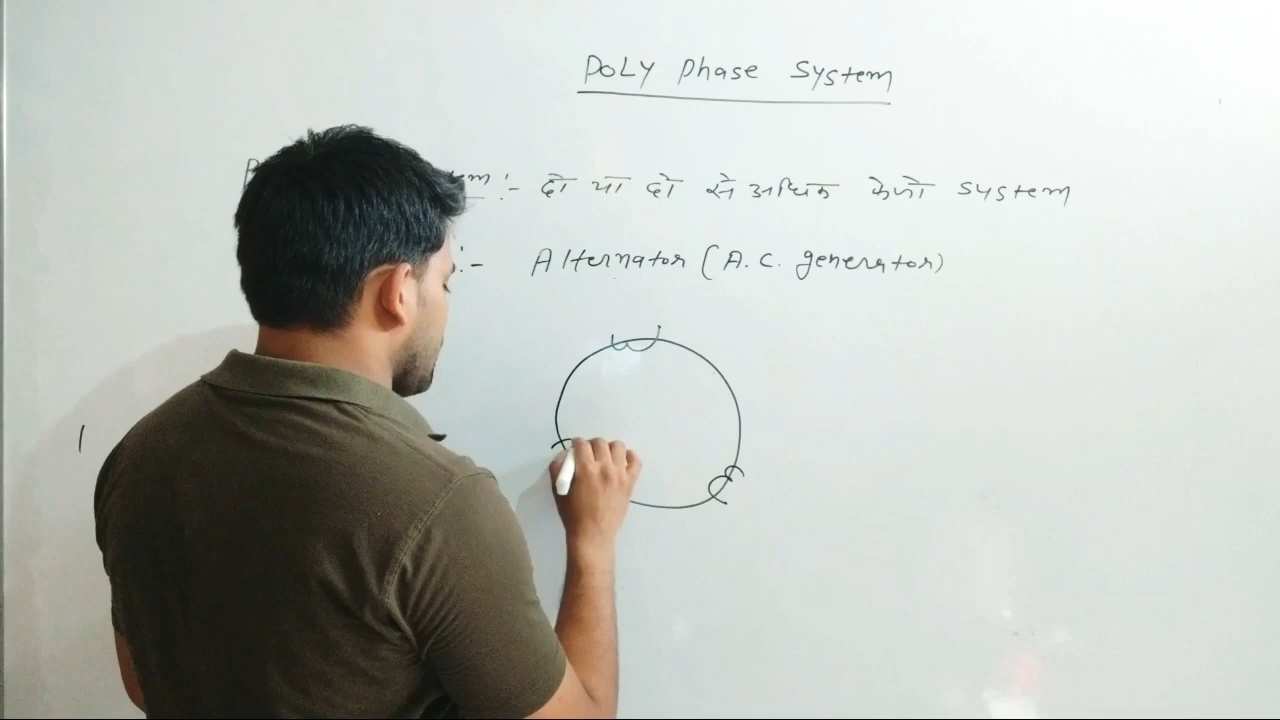 Poly Phase System
:- दो या दो से अधिक फेजो System
:- Alternator (A.C. generator)